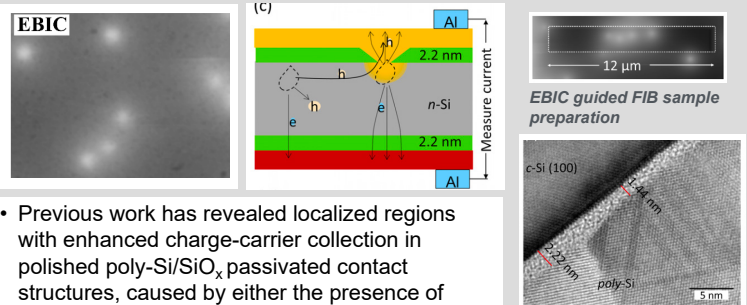 EBIC
(c)
Al
h
2.2 nm
h
h
n-Si
e
e
2.2 nm
Al
Measure current
12 µm
EBIC guided FIB sample
preparation
c-Si (100)
1.44 nm
2.22 nm
poly-Si
5 nm
• Previous work has revealed localized regions
with enhanced charge-carrier collection in
polished poly-Si/SiOx passivated contact
structures, caused by either the presence of